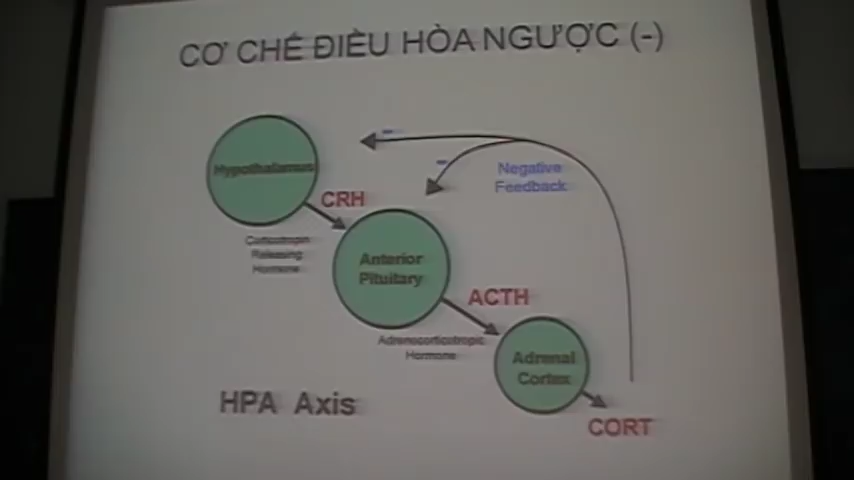 CƠ CHẾ ĐIỀU HÒA NGƯỢC (-)
Hypothalamus
-
-
Negative
Feedback
CRH
Corticotropin
Releasing
Hormone
Anterior
Pituitary
ACTH
Adrenocorticotropic
Hormone
Adrenal
Cortex
HPA Axis
CORT